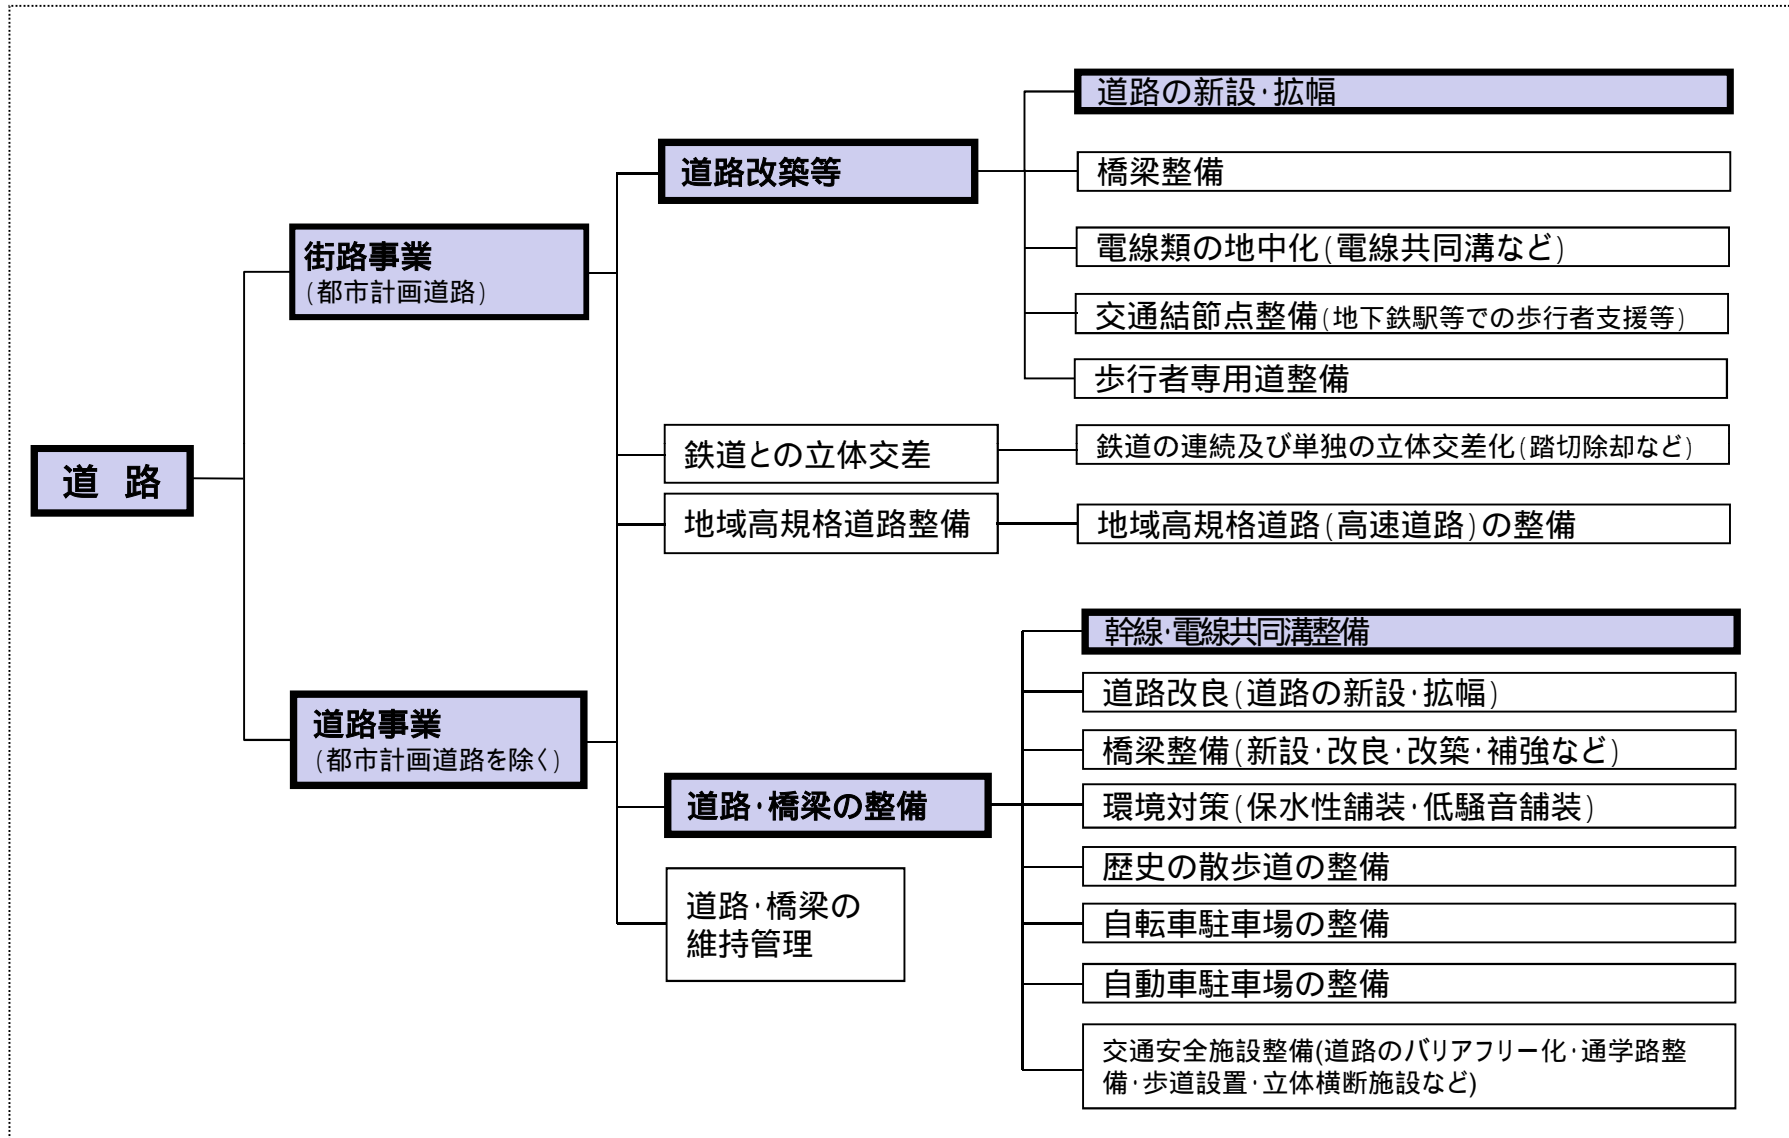 道路の新設･拡幅
道路改築等
橋梁整備
街路事業
(都市計画道路)
電線類の地中化(電線共同溝など)
交通結節点整備(地下鉄駅等での歩行者支援等)
歩行者専用道整備
道 路
鉄道との立体交差
鉄道の連続及び単独の立体交差化(踏切除却など)
地域高規格道路整備
地域高規格道路(高速道路)の整備
幹線･電線共同溝整備
道路事業
(都市計画道路を除く)
道路改良(道路の新設･拡幅)
橋梁整備(新設･改良･改築･補強など)
道路･橋梁の整備
環境対策(保水性舗装･低騒音舗装)
歴史の散歩道の整備
道路･橋梁の
維持管理
自転車駐車場の整備
自動車駐車場の整備
交通安全施設整備(道路のバリアフリー化･通学路整
備･歩道設置･立体横断施設など)